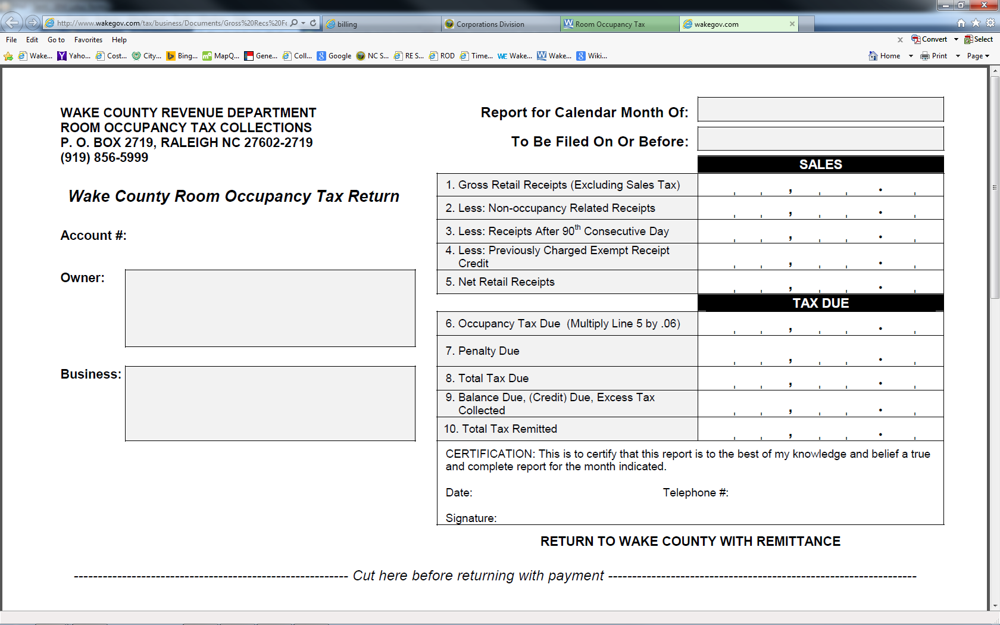 http://www.wakegov.com/tax/business/Documents/Gross%20Recs%20Fo
billing
Corporations Division
Room Occupancy Tax
wakegov.com
File Edit Go to Favorites Help
Convert Select
Wake... Yaho... Cost... City... Bing... MapQ... Gene... Coll... Google NC S... RE S... ROD Time... Wake... Wake... Wiki...
Home Print Page
WAKE COUNTY REVENUE DEPARTMENT
ROOM OCCUPANCY TAX COLLECTIONS
P. O. BOX 2719, RALEIGH NC 27602-2719
(919) 856-5999
Wake County Room Occupancy Tax Return
Account #:
Owner:
Business:
Report for Calendar Month Of:
To Be Filed On Or Before:
SALES
1. Gross Retail Receipts (Excluding Sales Tax)
2. Less: Non-occupancy Related Receipts
3. Less: Receipts After 90th Consecutive Day
4. Less: Previously Charged Exempt Receipt
Credit
5. Net Retail Receipts
TAX DUE
6. Occupancy Tax Due (Multiply Line 5 by .06)
7. Penalty Due
8. Total Tax Due
9. Balance Due, (Credit) Due, Excess Tax
Collected
10. Total Tax Remitted
CERTIFICATION: This is to certify that this report is to the best of my knowledge and belief a true
and complete report for the month indicated.
Date: Telephone #:
Signature:
RETURN TO WAKE COUNTY WITH REMITTANCE
Cut here before returning with payment